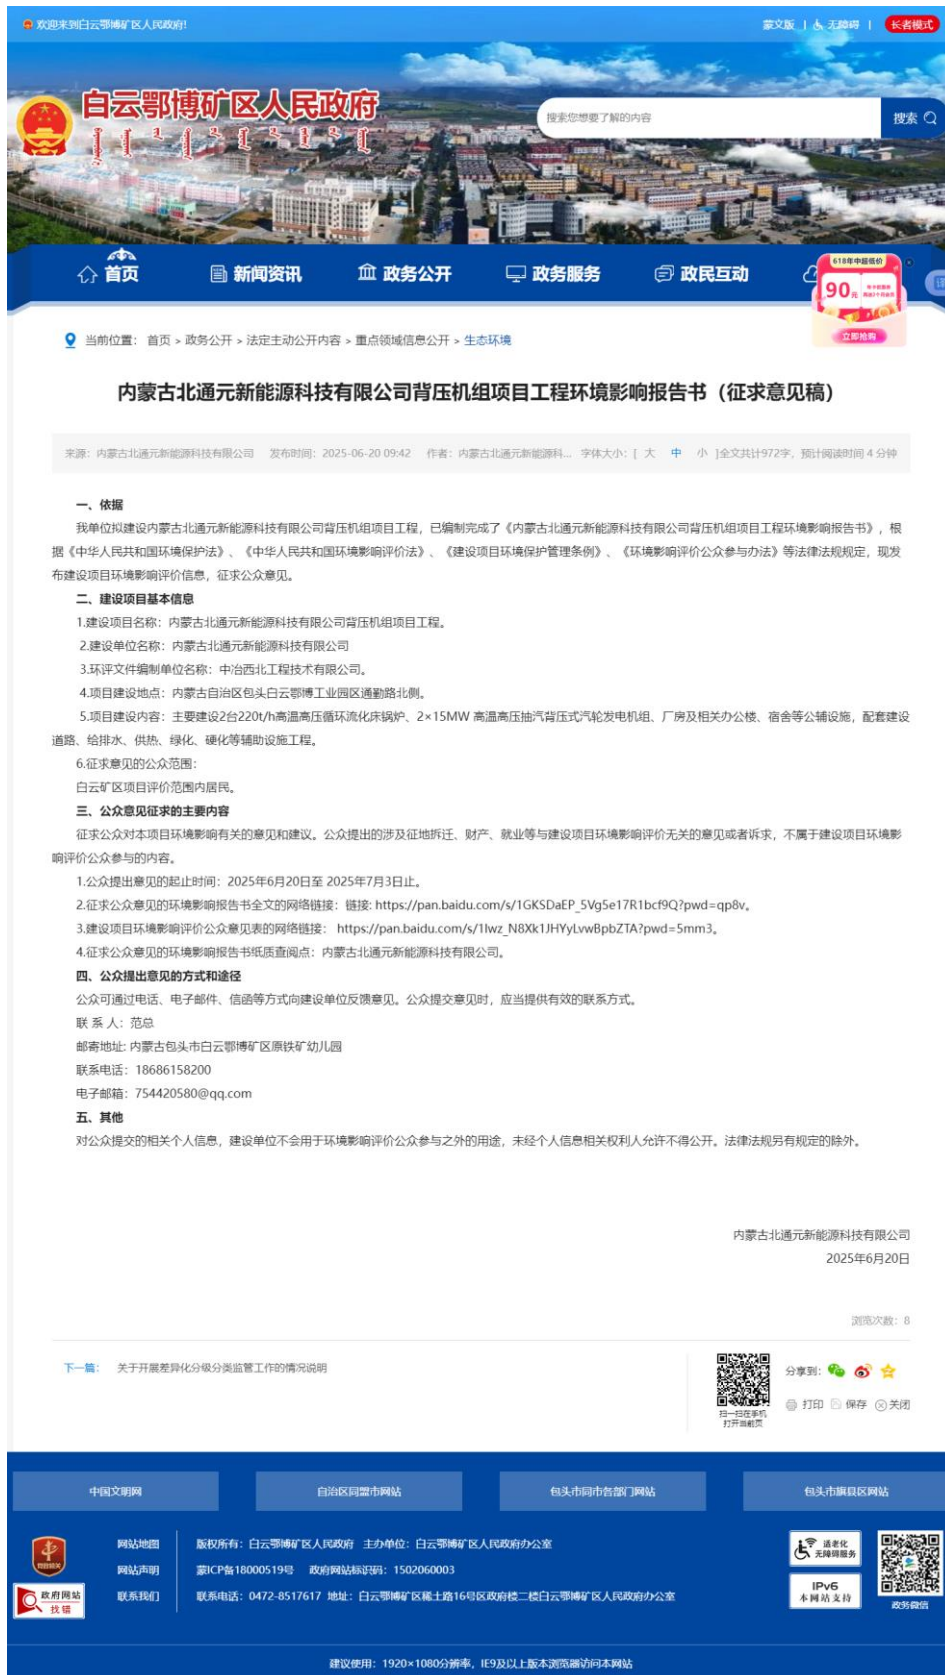 欢迎来到白云鄂博矿区人民政府!
蒙文版 | 无障碍 | 长者模式
白云鄂博矿区人民政府
搜索您想要了解的内容
搜索
首页 新闻资讯 政务公开 政务服务 政民互动
618年中超低价
90元
立即抢购
当前位置： 首页 > 政务公开 > 法定主动公开内容 > 重点领域信息公开 > 生态环境
内蒙古北通元新能源科技有限公司背压机组项目工程环境影响报告书（征求意见稿）
来源：内蒙古北通元新能源科技有限公司 发布时间：2025-06-20 09:42 作者：内蒙古北通元新能源科... 字体大小：[ 大 中 小 ]全文共计972字，预计阅读时间 4 分钟
一、依据
我单位拟建设内蒙古北通元新能源科技有限公司背压机组项目工程，已编制完成了《内蒙古北通元新能源科技有限公司背压机组项目工程环境影响报告书》，根
据《中华人民共和国环境保护法》、《中华人民共和国环境影响评价法》、《建设项目环境保护管理条例》、《环境影响评价公众参与办法》等法律法规规定，现发
布建设项目环境影响评价信息，征求公众意见。
二、建设项目基本信息
1.建设项目名称：内蒙古北通元新能源科技有限公司背压机组项目工程。
2.建设单位名称：内蒙古北通元新能源科技有限公司
3.环评文件编制单位名称：中冶西北工程技术有限公司。
4.项目建设地点：内蒙古自治区包头白云鄂博工业园区通勤路北侧。
5.项目建设内容：主要建设2台220t/h高温高压循环流化床锅炉、2×15MW 高温高压抽汽背压式汽轮发电机组、厂房及相关办公楼、宿舍等公辅设施，配套建设
道路、给排水、供热、绿化、硬化等辅助设施工程。
6.征求意见的公众范围：
白云矿区项目评价范围内居民。
三、公众意见征求的主要内容
征求公众对本项目环境影响有关的意见和建议。公众提出的涉及征地拆迁、财产、就业等与建设项目环境影响评价无关的意见或者诉求，不属于建设项目环境影
响评价公众参与的内容。
1.公众提出意见的起止时间：2025年6月20日至 2025年7月3日止。
2.征求公众意见的环境影响报告书全文的网络链接：链接: https://pan.baidu.com/s/1GKSDaEP_5Vg5e17R1bcf9Q?pwd=qp8v。
3.建设项目环境影响评价公众意见表的网络链接： https://pan.baidu.com/s/1Iwz_N8Xk1JHYyLvwBpbZTA?pwd=5mm3。
4.征求公众意见的环境影响报告书纸质查阅点：内蒙古北通元新能源科技有限公司。
四、公众提出意见的方式和途径
公众可通过电话、电子邮件、信函等方式向建设单位反馈意见。公众提交意见时，应当提供有效的联系方式。
联 系 人：范总
邮寄地址: 内蒙古包头市白云鄂博矿区原铁矿幼儿园
联系电话：18686158200
电子邮箱：754420580@qq.com
五、其他
对公众提交的相关个人信息，建设单位不会用于环境影响评价公众参与之外的用途，未经个人信息相关权利人允许不得公开。法律法规另有规定的除外。
内蒙古北通元新能源科技有限公司
2025年6月20日
浏览次数：8
下一篇： 关于开展差异化分级分类监管工作的情况说明
分享到：
扫一扫在手机
打开当前页
打印 保存 关闭
中国文明网 自治区同盟市网站 包头市同市各部门网站 包头市旗县区网站
网站地图 版权所有：白云鄂博矿区人民政府 主办单位：白云鄂博矿区人民政府办公室
网站声明 蒙ICP备18000519号 政府网站标识码：1502060003
联系我们 联系电话：0472-8517617 地址：白云鄂博矿区稀土路16号区政府楼二楼白云鄂博矿区人民政府办公室
党政机关
政府网站
找错
适老化
无障碍服务
IPv6
本网站支持
政务微信
建议使用：1920×1080分辨率，IE9及以上版本浏览器访问本网站